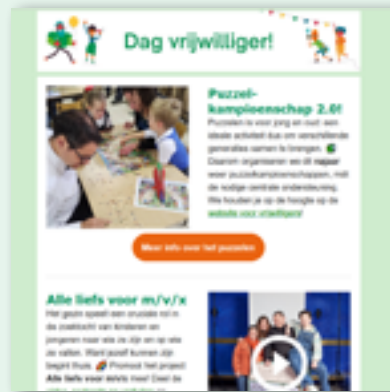 Dag vrijwilliger!
Puzzel-
kampioenschap 2.0!
Puzzelen is voor jong en oud: een
ideale activiteit dus om verschillende
generaties samen te brengen.
Daarom organiseren we dit najaar
weer puzzelkampioenschappen, mét
de nodige centrale ondersteuning.
We houden je op de hoogte op de
website voor vrijwilligers!
Meer info over het puzzelen
Alle liefs voor m/v/x
Het gezin speelt een cruciale rol in
de zoektocht van kinderen en
jongeren naar wie ze zijn en op wie
ze vallen. Want jezelf kunnen zijn
begint thuis. Promoot het project
Alle liefs voor m/v/x mee! Deel de